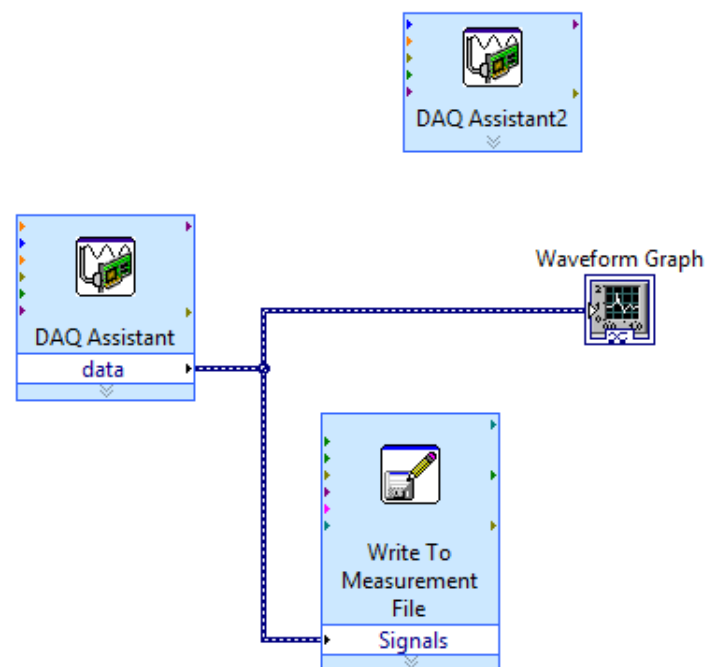 DAQ Assistant2
Waveform Graph
DAQ Assistant
data
Write To
Measurement
File
Signals